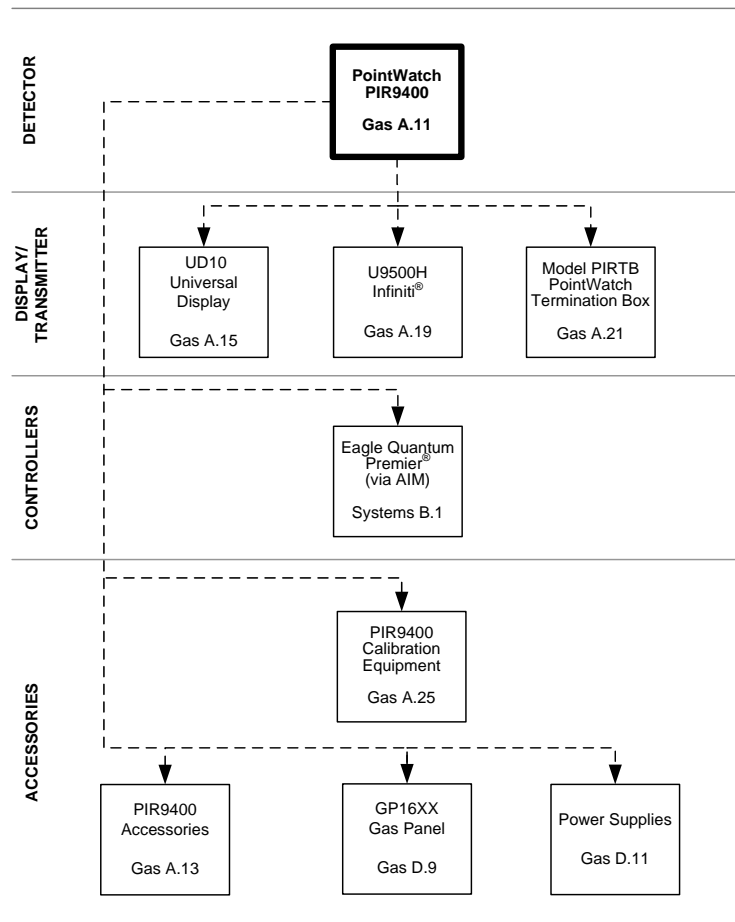 DETECTOR
PointWatch
PIR9400
Gas A.11
DISPLAY/
TRANSMITTER
UD10
Universal
Display
Gas A.15
U9500H
Infiniti®
Gas A.19
Model PIRTB
PointWatch
Termination Box
Gas A.21
CONTROLLERS
Eagle Quantum
Premier®
(via AIM)
Systems B.1
ACCESSORIES
PIR9400
Calibration
Equipment
Gas A.25
PIR9400
Accessories
Gas A.13
GP16XX
Gas Panel
Gas D.9
Power Supplies
Gas D.11